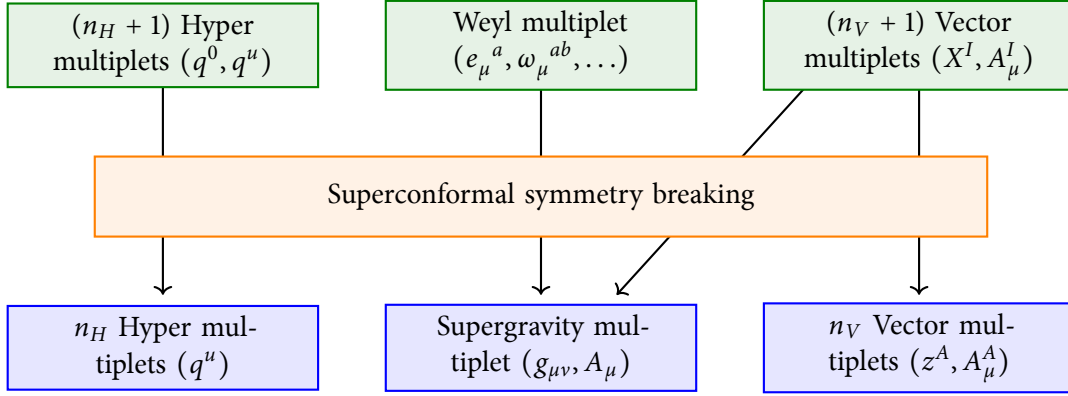 (n_H + 1) Hyper
multiplets (q^0, q^u)
Weyl multiplet
(e_μ^a, ω_μ^{ab}, . . .)
(n_V + 1) Vector
multiplets (X^I, A_μ^I)
Superconformal symmetry breaking
n_H Hyper mul-
tiplets (q^u)
Supergravity mul-
tiplet (g_{μν}, A_μ)
n_V Vector mul-
tiplets (z^A, A_μ^A)